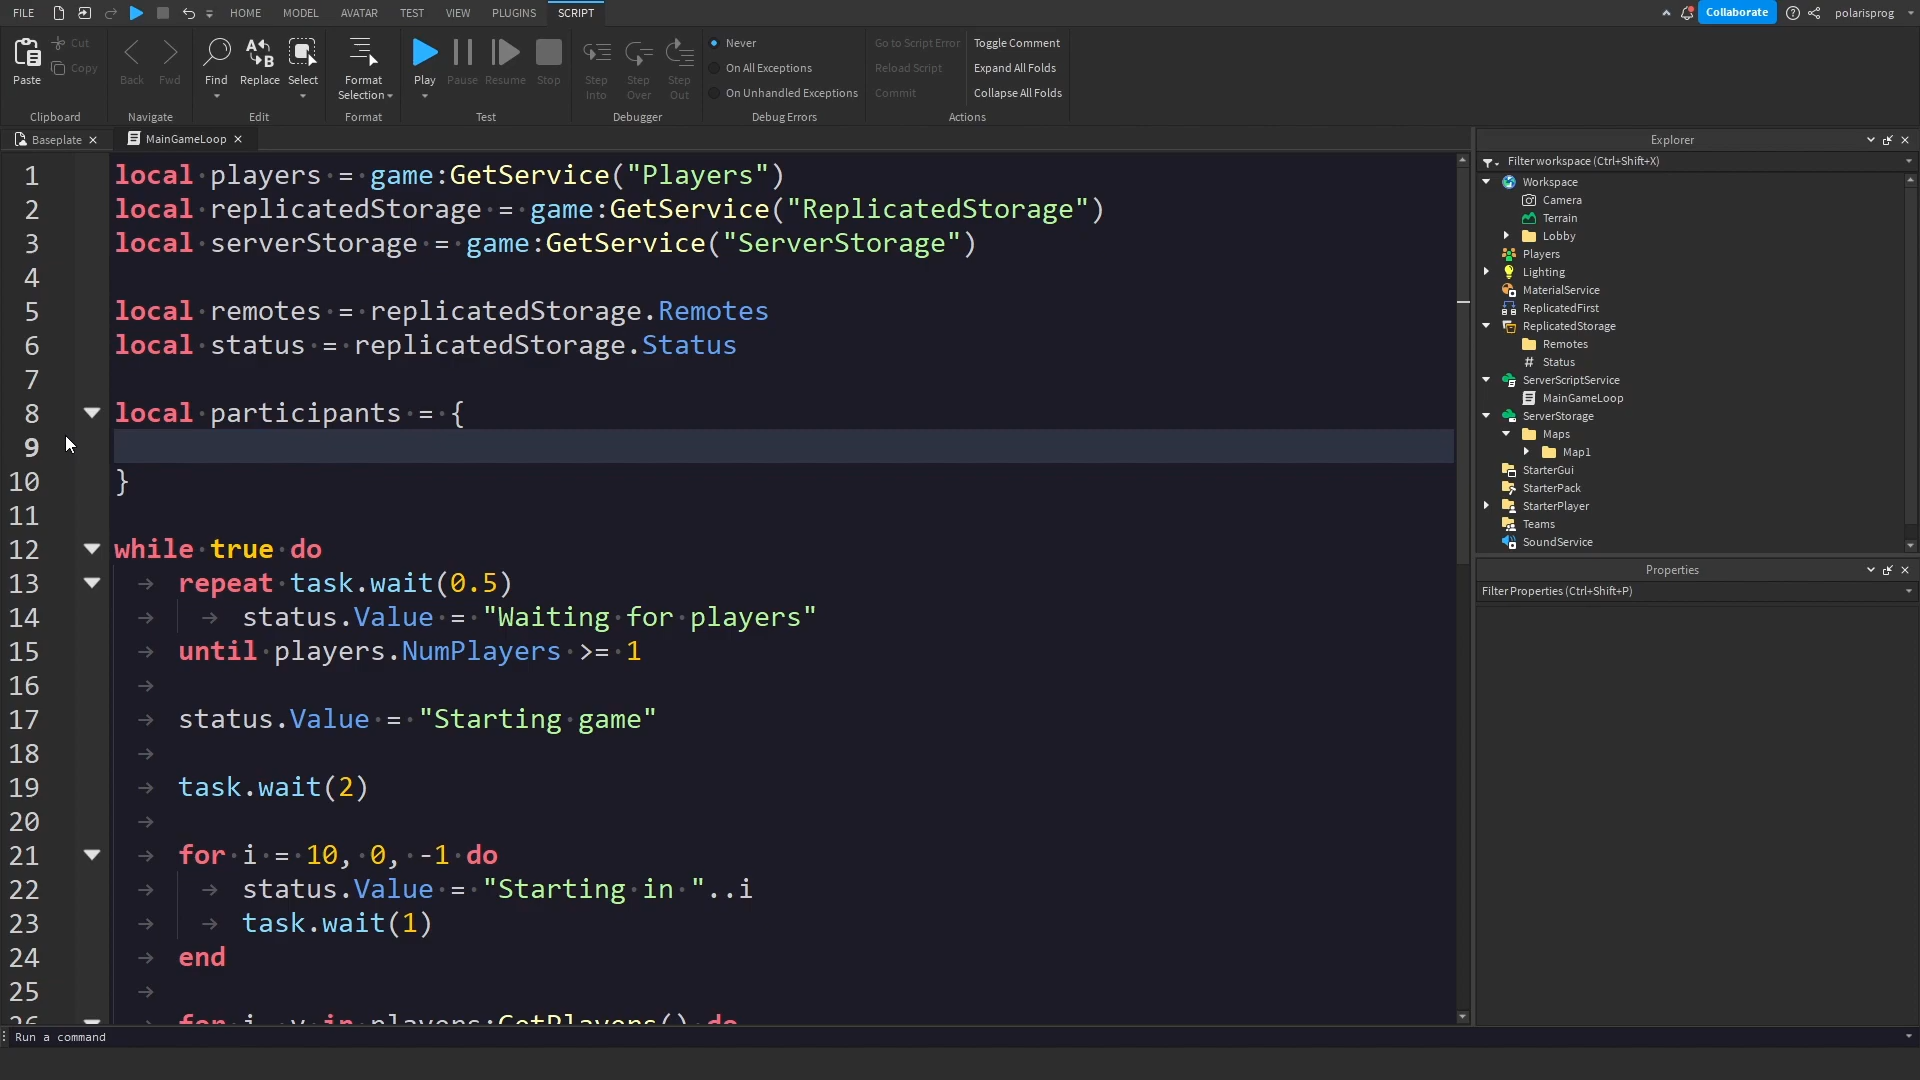 FILE HOME MODEL AVATAR TEST VIEW PLUGINS SCRIPT Collaborate polarisprog
Paste Cut Copy
Clipboard
Back Fwd
Navigate
Find Replace Select
Edit
Format Selection
Format
Play Pause Resume Stop
Test
Step Into Step Over Step Out
Debugger
Never
On All Exceptions
On Unhandled Exceptions
Debug Errors
Go to Script Error
Reload Script
Commit
Toggle Comment
Expand All Folds
Collapse All Folds
Actions
Baseplate MainGameLoop
1 local players = game:GetService("Players")
2 local replicatedStorage = game:GetService("ReplicatedStorage")
3 local serverStorage = game:GetService("ServerStorage")
4
5 local remotes = replicatedStorage.Remotes
6 local status = replicatedStorage.Status
7
8 local participants = {
9
10 }
11
12 while true do
13 repeat task.wait(0.5)
14 status.Value = "Waiting for players"
15 until players.NumPlayers >= 1
16
17 status.Value = "Starting game"
18
19 task.wait(2)
20
21 for i = 10, 0, -1 do
22 status.Value = "Starting in "..i
23 task.wait(1)
24 end
25
26 for i, v in players:GetPlayers() do
Run a command
Explorer
Filter workspace (Ctrl+Shift+X)
Workspace
Camera
Terrain
Lobby
Players
Lighting
MaterialService
ReplicatedFirst
ReplicatedStorage
Remotes
# Status
ServerScriptService
MainGameLoop
ServerStorage
Maps
Map1
StarterGui
StarterPack
StarterPlayer
Teams
SoundService
Properties
Filter Properties (Ctrl+Shift+P)